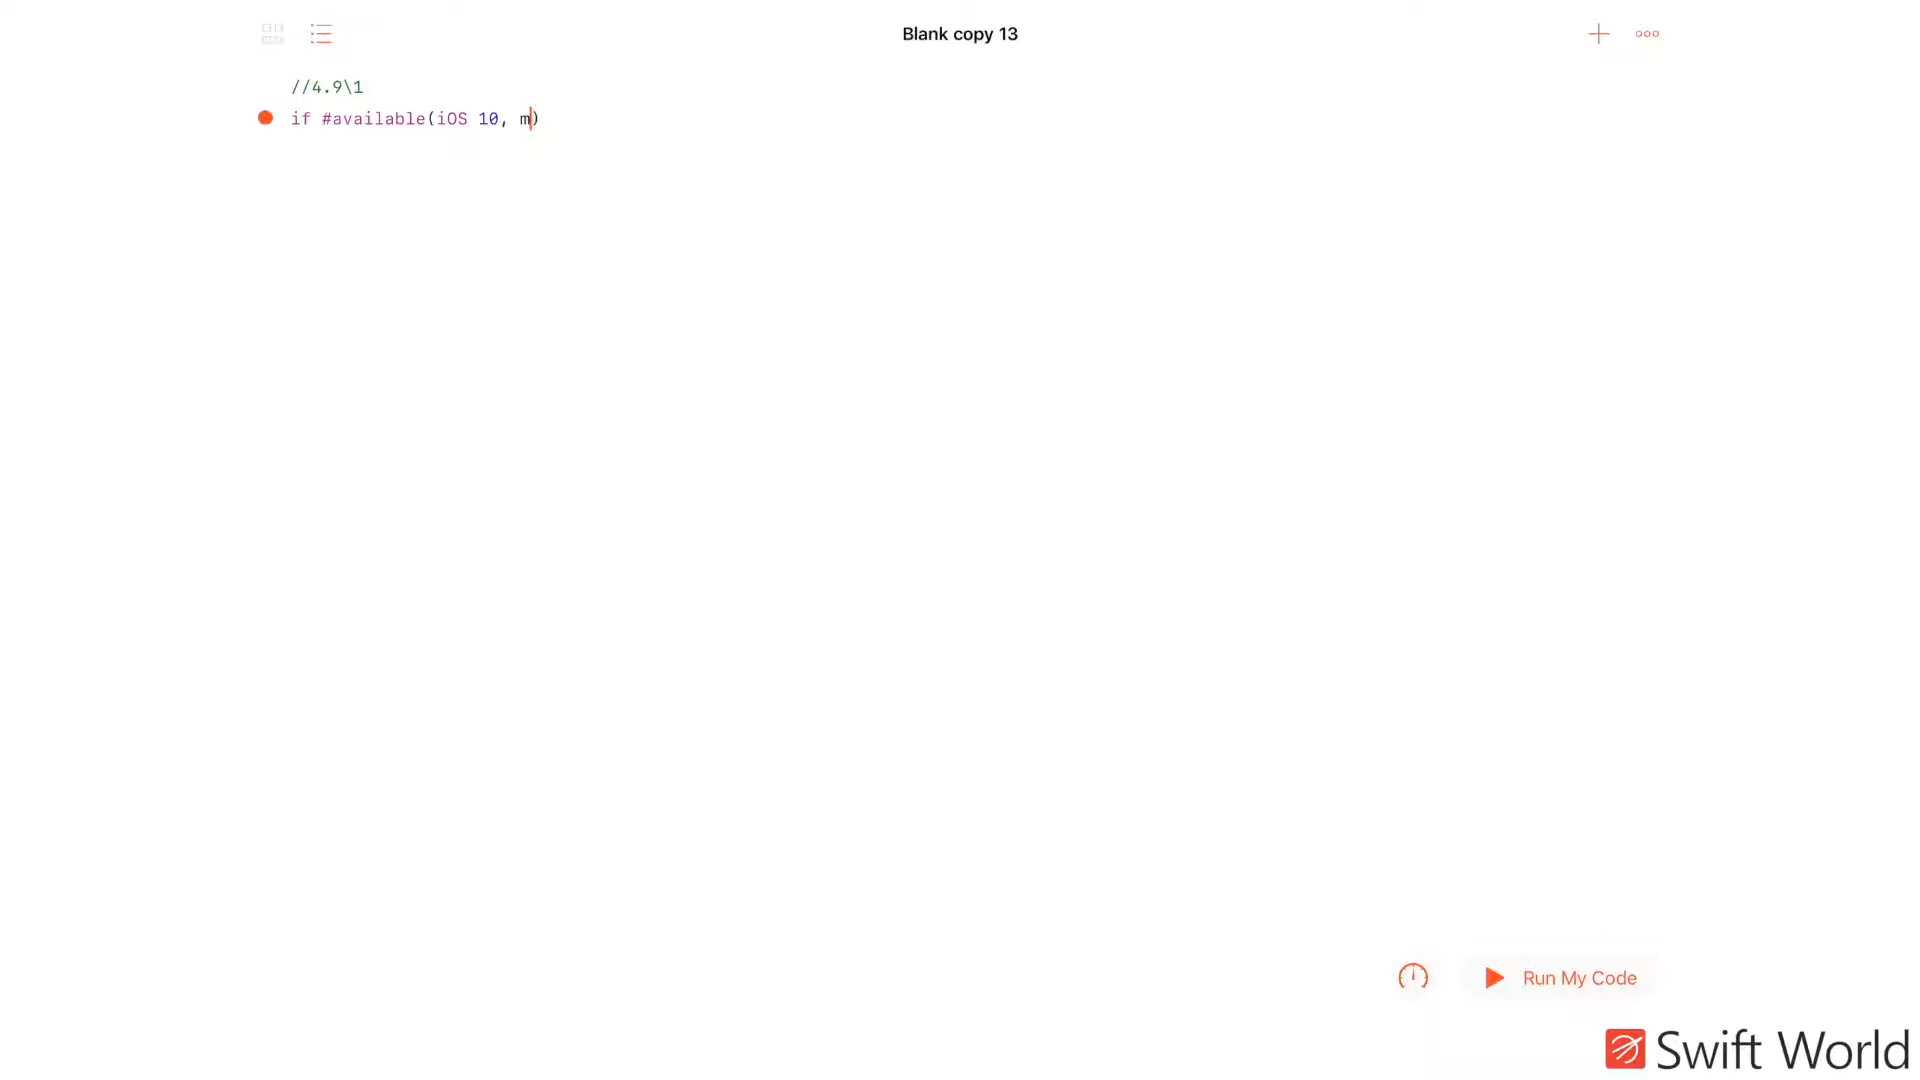 Blank copy 13
//4.9\1
if #available(iOS 10, m)
Run My Code
Swift World